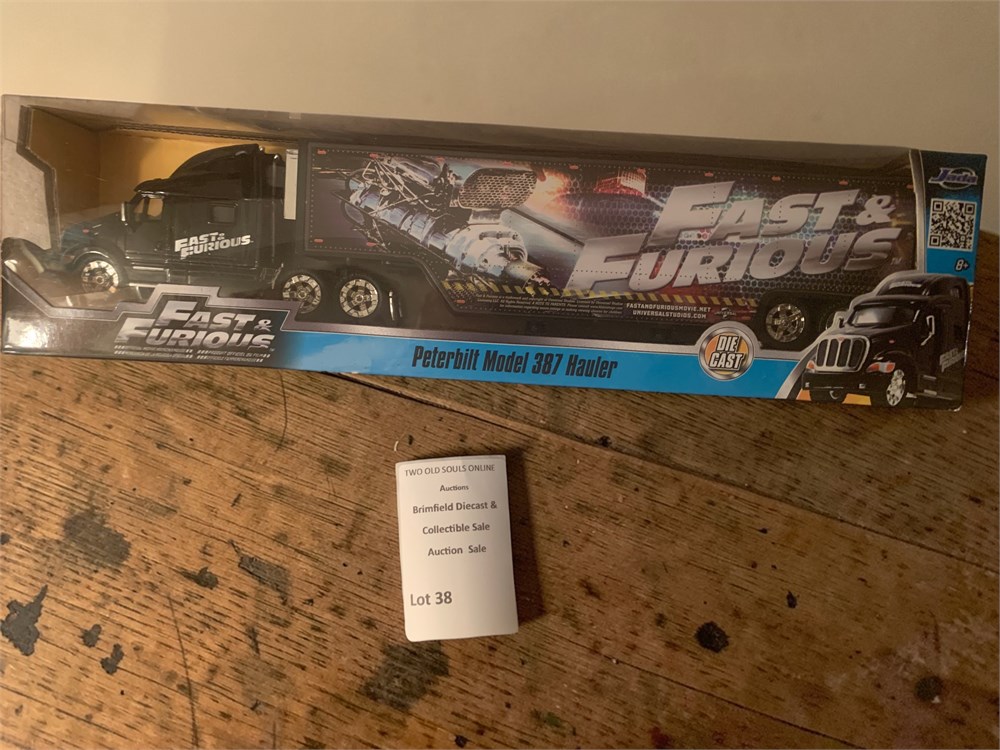 Jada
8+
FAST &
FURIOUS
FAST &
FURIOUS
FASTANDFURIOUSMOVIE.NET
UNIVERSALSTUDIOS.COM
FAST &
FURIOUS
DIE
CAST
Peterbilt Model 387 Hauler
TWO OLD SOULS ONLINE
Auctions
Brimfield Diecast &
Collectible Sale
Auction Sale
Lot 38